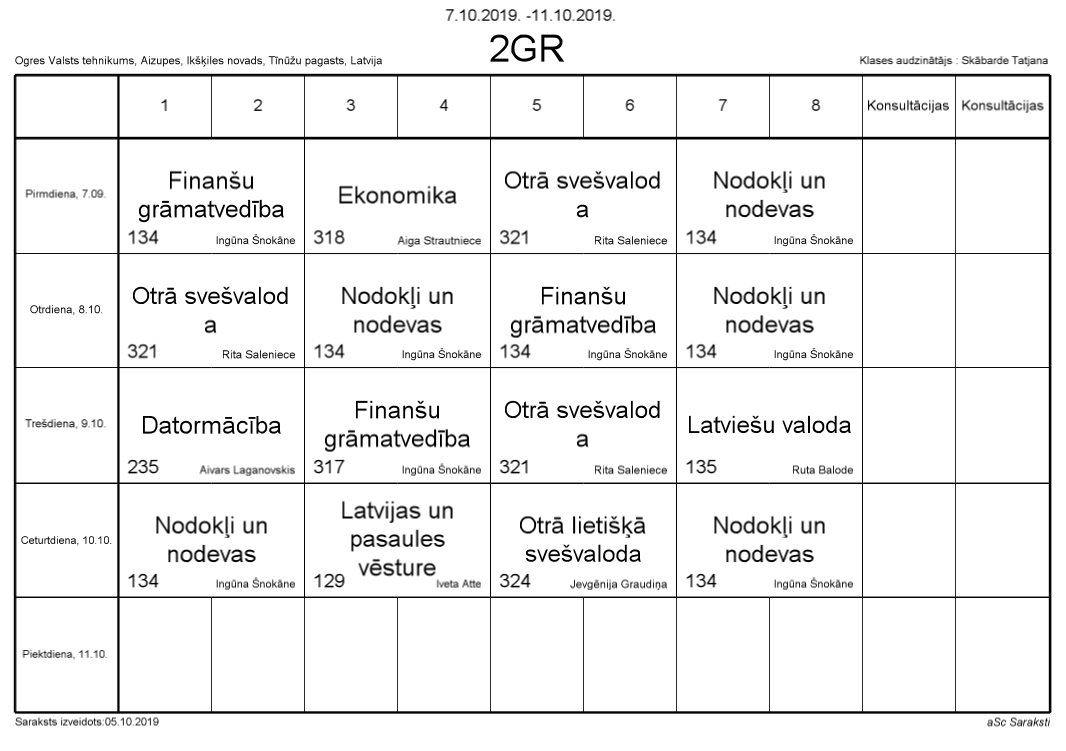 7.10.2019. -11.10.2019.
2GR
Ogres Valsts tehnikums, Aizupes, Ikšķiles novads, Tīnūžu pagasts, Latvija
Klases audzinātājs : Skābarde Tatjana
1 2 3 4 5 6 7 8 Konsultācijas Konsultācijas
Pirmdiena, 7.09.
Finanšu
grāmatvedība
134 Ingūna Šnokāne
Ekonomika
318 Aiga Strautniece
Otrā svešvalod
a
321 Rita Saleniece
Nodokļi un
nodevas
134 Ingūna Šnokāne
Otrdiena, 8.10.
Otrā svešvalod
a
321 Rita Saleniece
Nodokļi un
nodevas
134 Ingūna Šnokāne
Finanšu
grāmatvedība
134 Ingūna Šnokāne
Nodokļi un
nodevas
134 Ingūna Šnokāne
Trešdiena, 9.10.
Datormācība
235 Aivars Laganovskis
Finanšu
grāmatvedība
317 Ingūna Šnokāne
Otrā svešvalod
a
321 Rita Saleniece
Latviešu valoda
135 Ruta Balode
Ceturtdiena, 10.10.
Nodokļi un
nodevas
134 Ingūna Šnokāne
Latvijas un
pasaules
vēsture
129 Iveta Atte
Otrā lietišķā
svešvaloda
324 Jevgēnija Graudiņa
Nodokļi un
nodevas
134 Ingūna Šnokāne
Piektdiena, 11.10.
Saraksts izveidots:05.10.2019
aSc Saraksti